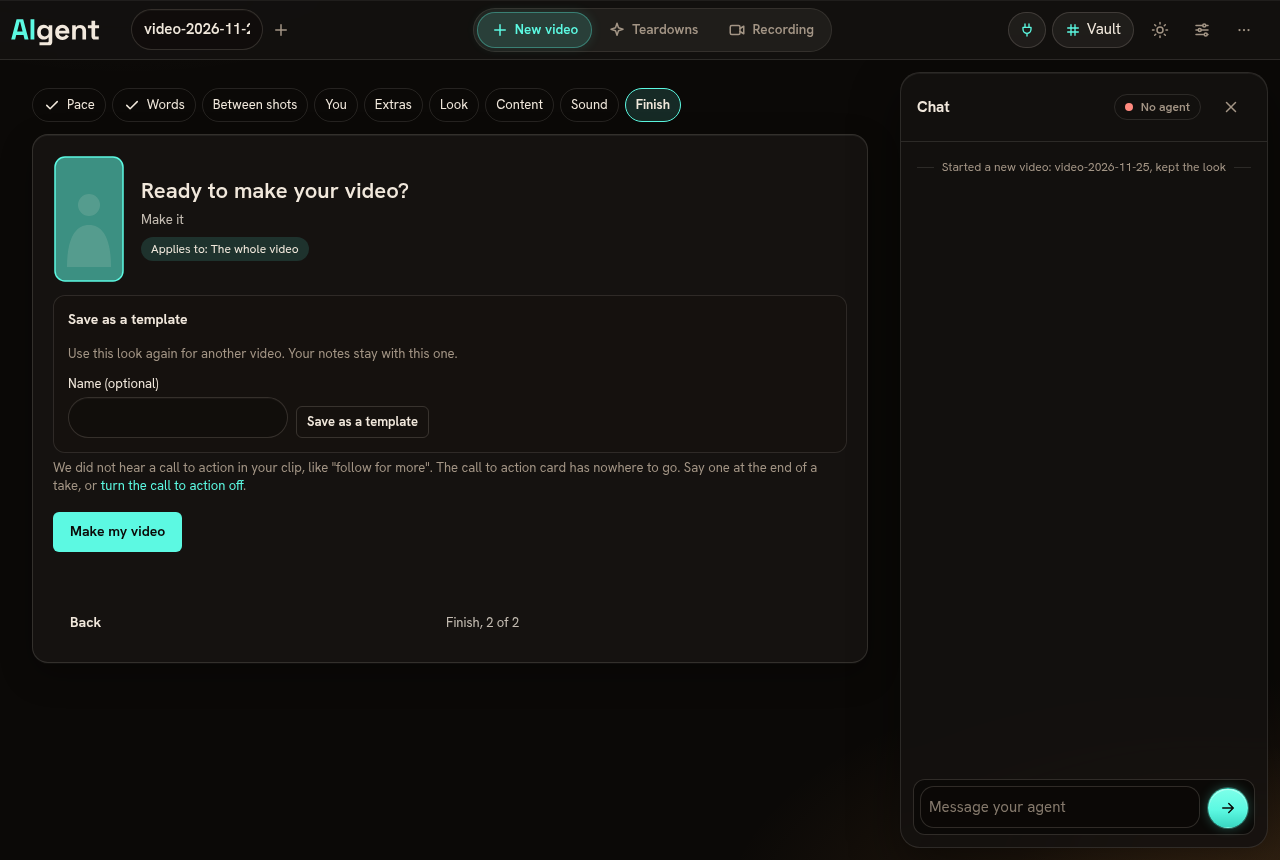 AIgent
video-2026-11-2
New video
Teardowns
Recording
Vault
Pace
Words
Between shots
You
Extras
Look
Content
Sound
Finish
Ready to make your video?
Make it
Applies to: The whole video
Save as a template
Use this look again for another video. Your notes stay with this one.
Name (optional)
Save as a template
We did not hear a call to action in your clip, like "follow for more". The call to action card has nowhere to go. Say one at the end of a
take, or turn the call to action off.
Make my video
Back
Finish, 2 of 2
Chat
No agent
Started a new video: video-2026-11-25, kept the look
Message your agent